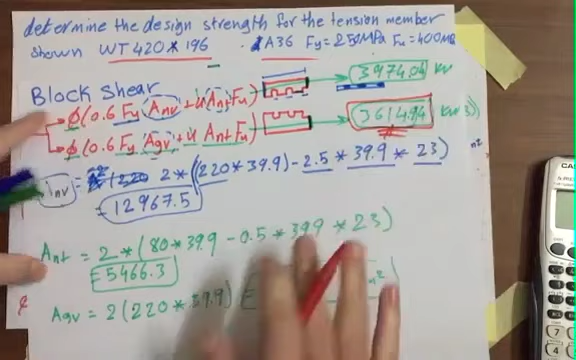 determine the design strength for the tension member
shown WT 420 * 196 A36 Fy = 250MPa Fu = 400MPa
Block Shear
3974.04 KN
ø (0.6 Fy Anv + U Ant Fu)
3614.94 KN
ø (0.6 Fy Agv + U Ant Fu)
Anv = 2 * ((220 * 39.9) - 2.5 * 39.9 * 23)
= 12967.5
Ant = 2 * (80 * 39.9 - 0.5 * 399 * 23)
= 5466.3
Agv = 2 (220 * 39.9)